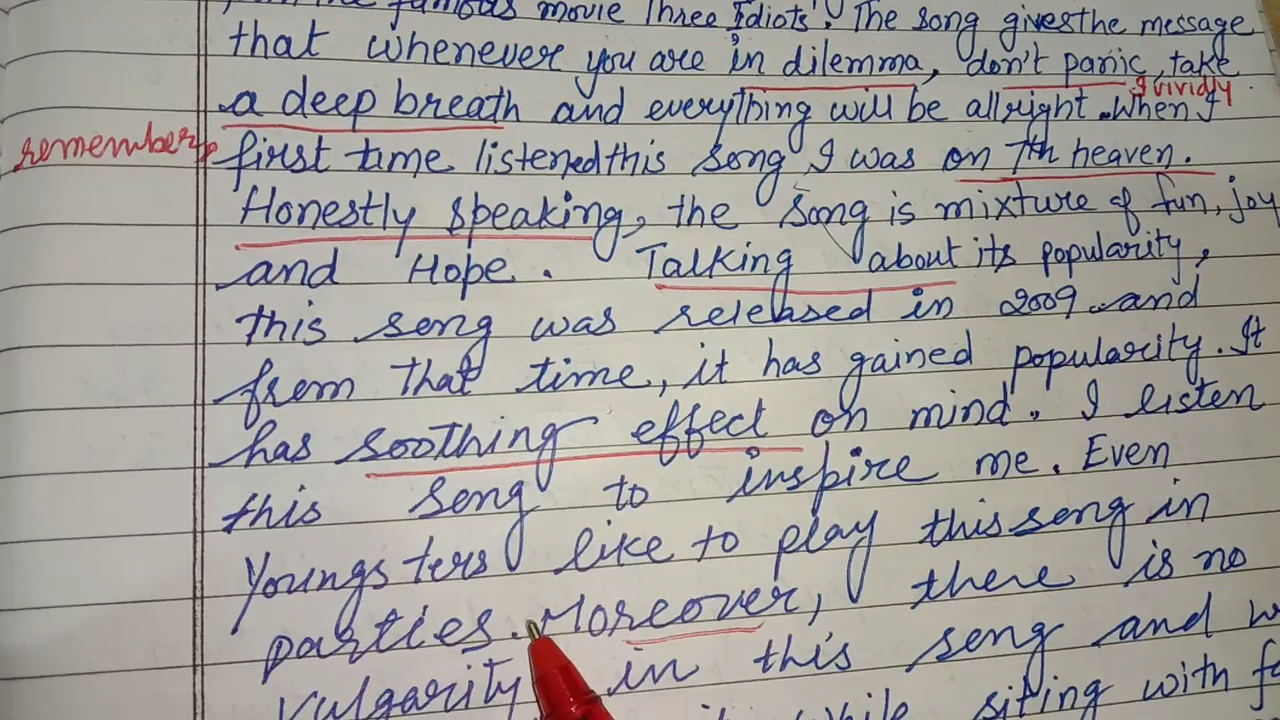 famous movie Three Idiots'. The song gives the message
that whenever you are in dilemma, don't panic, take
a deep breath and everything will be allright. When I
I vividly
remember
first time listened this song I was on 7th heaven.
Honestly speaking, the song is mixture of fun, joy
and Hope. Talking about its popularity,
this song was released in 2009 and
from that time, it has gained popularity. It
has soothing effect on mind. I listen
this song to inspire me. Even
Youngsters like to play this song in
parties. Moreover, there is no
vulgarity in this song and
while siting with